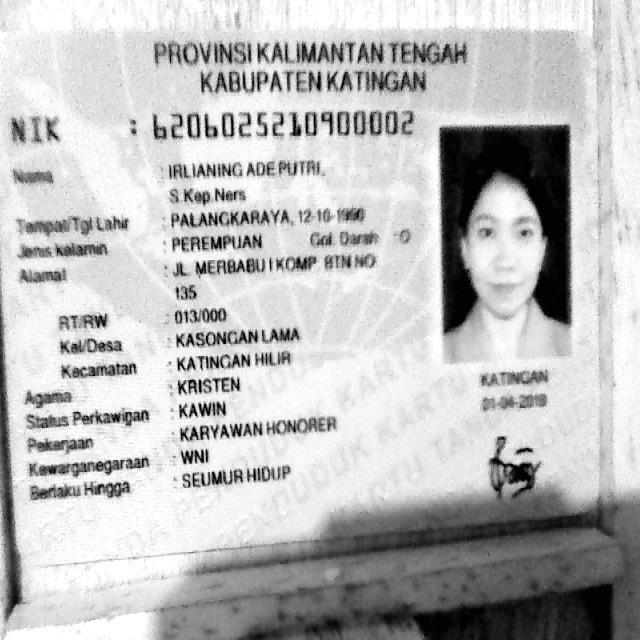 PROVINSI KALIMANTAN TENGAH
KABUPATEN KATINGAN
NIK : 6206025210900002
Nama : IRLIANING ADE PUTRI,
S.Kep.Ners
Tempat/Tgl Lahir : PALANGKARAYA, 12-10-1990
Jenis kelamin : PEREMPUAN Gol. Darah : O
Alamat : JL. MERBABU I KOMP BTN NO
135
RT/RW : 013/000
Kel/Desa : KASONGAN LAMA
Kecamatan : KATINGAN HILIR
Agama : KRISTEN
Status Perkawinan : KAWIN
Pekerjaan : KARYAWAN HONORER
Kewarganegaraan : WNI
Berlaku Hingga : SEUMUR HIDUP
KATINGAN